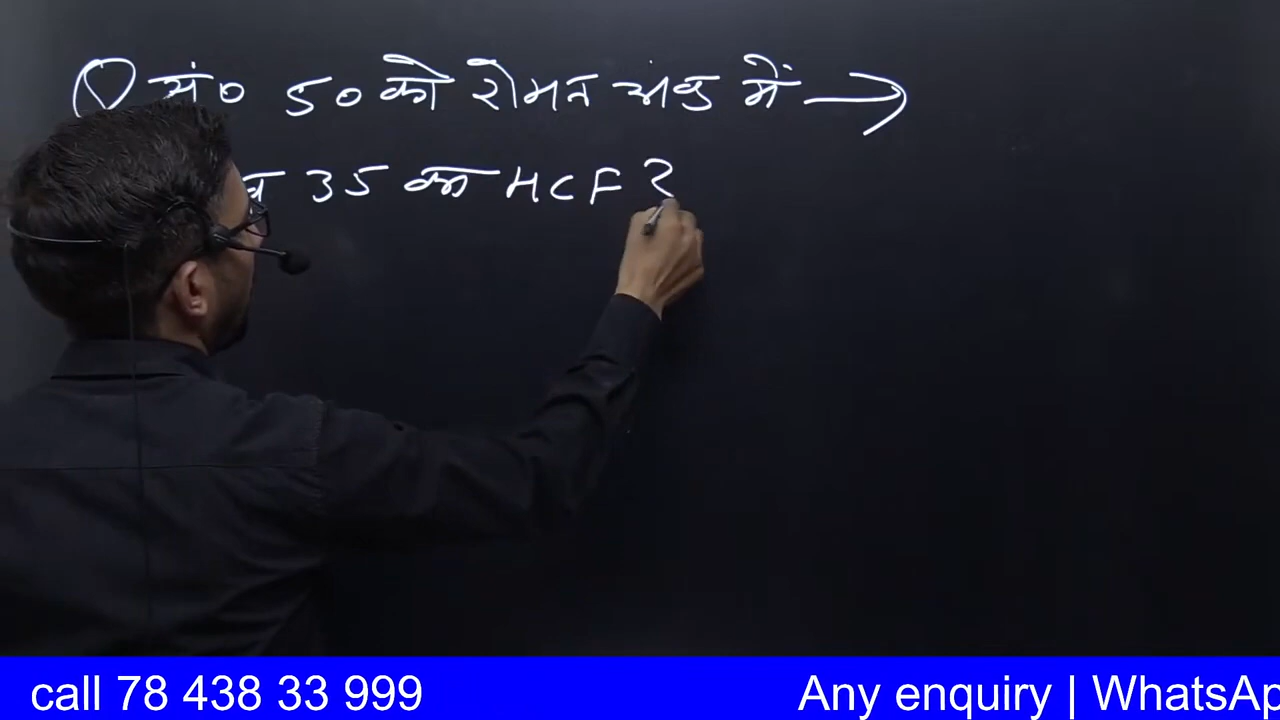 Q सं० 50 को रोमन अंक में →
व 35 का HCF ?
call 78 438 33 999
Any enquiry | WhatsAp